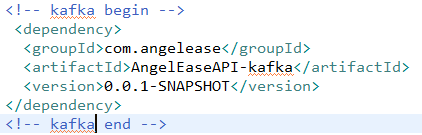 <!-- kafka begin -->
<dependency>
<groupId>com.angelease</groupId>
<artifactId>AngelEaseAPI-kafka</artifactId>
<version>0.0.1-SNAPSHOT</version>
</dependency>
<!-- kafka end -->